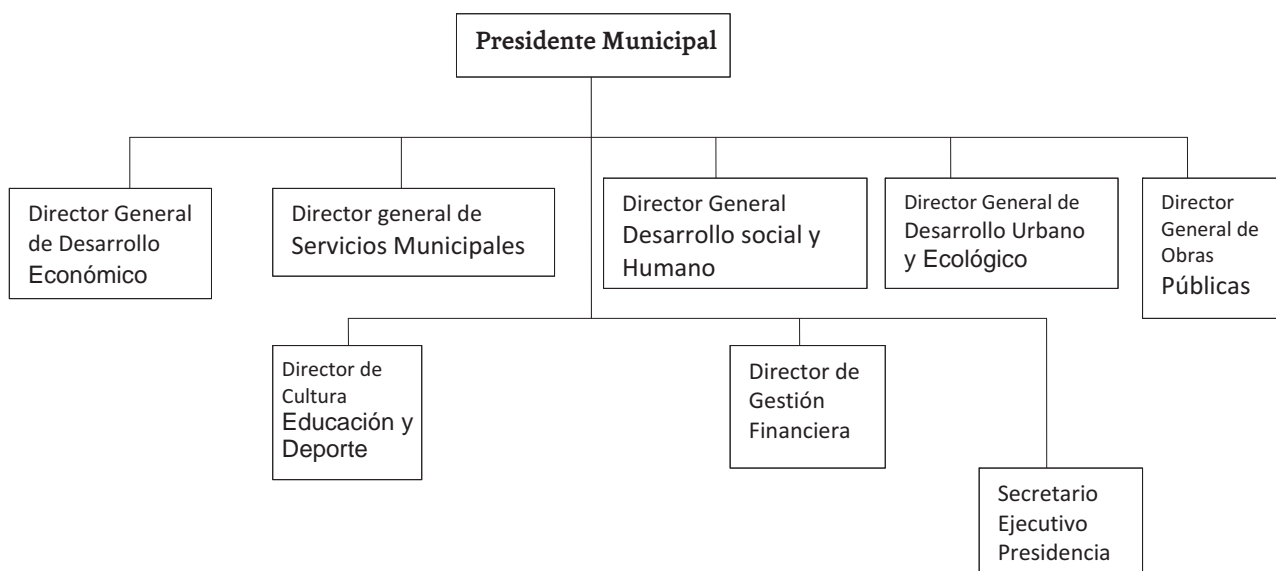 Presidente Municipal
Director General
de Desarrollo
Económico
Director general de
Servicios Municipales
Director General
Desarrollo social y
Humano
Director General de
Desarrollo Urbano
y Ecológico
Director
General de
Obras
Públicas
Director de
Cultura
Educación y
Deporte
Director de
Gestión
Financiera
Secretario
Ejecutivo
Presidencia